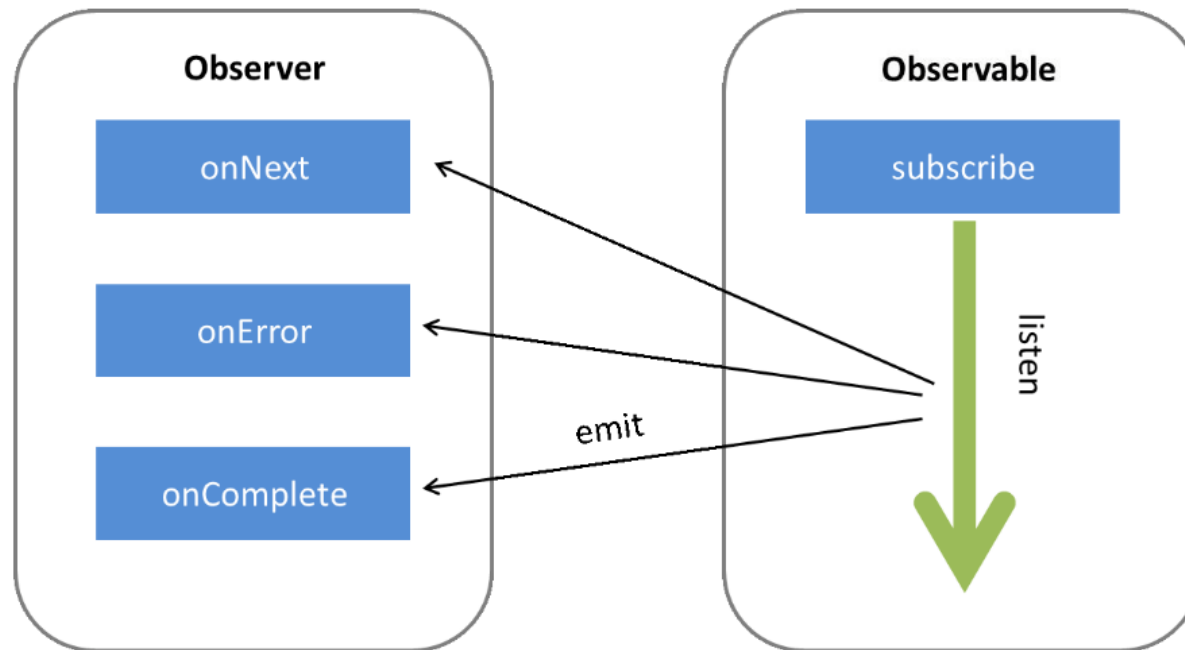 Observer
onNext
onError
onComplete
emit
Observable
subscribe
listen